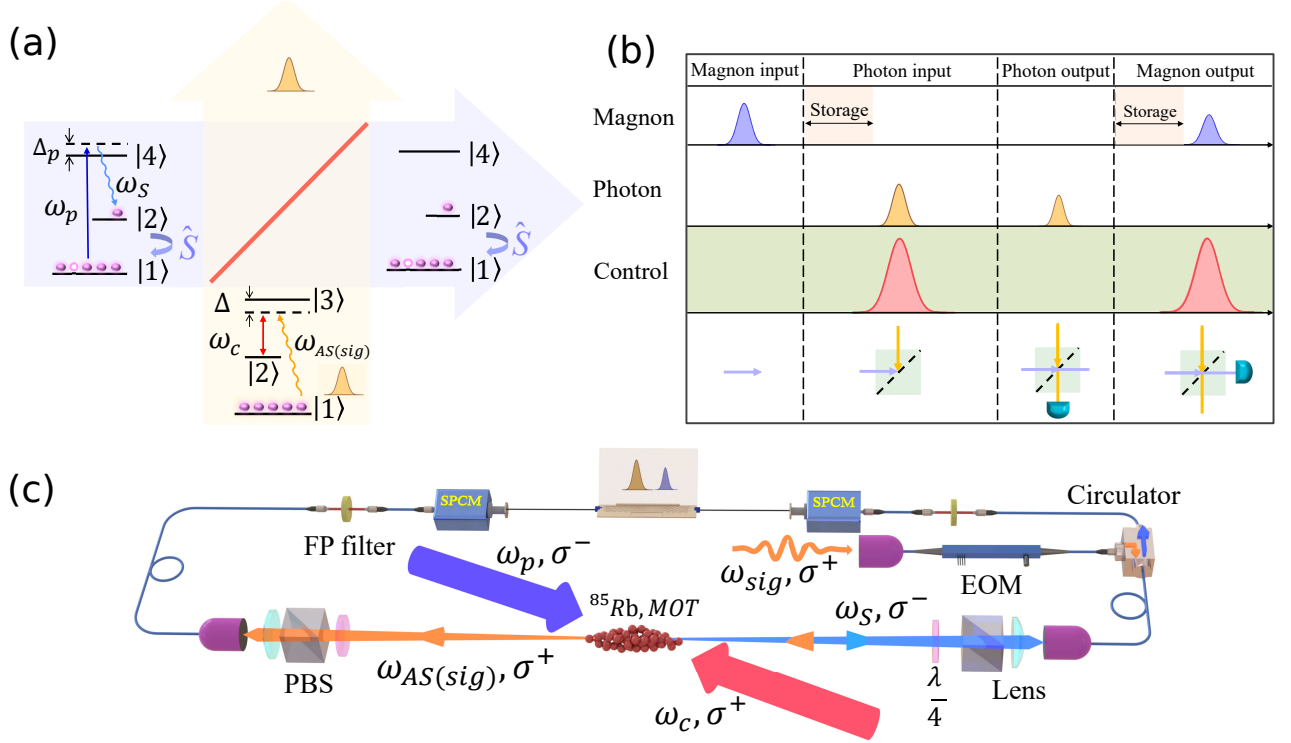 (a)
Δp
|4⟩
ωS
ωp
|2⟩
Ŝ
|1⟩
|4⟩
|2⟩
Ŝ
|1⟩
Δ
|3⟩
ωc
ωAS(sig)
|2⟩
|1⟩
(b)
Magnon input
Photon input
Photon output
Magnon output
Magnon
Storage
Storage
Photon
Control
(c)
SPCM
SPCM
Circulator
FP filter
ωp, σ−
ωsig, σ+
EOM
85Rb, MOT
ωS, σ−
PBS
ωAS(sig), σ+
ωc, σ+
λ
4
Lens